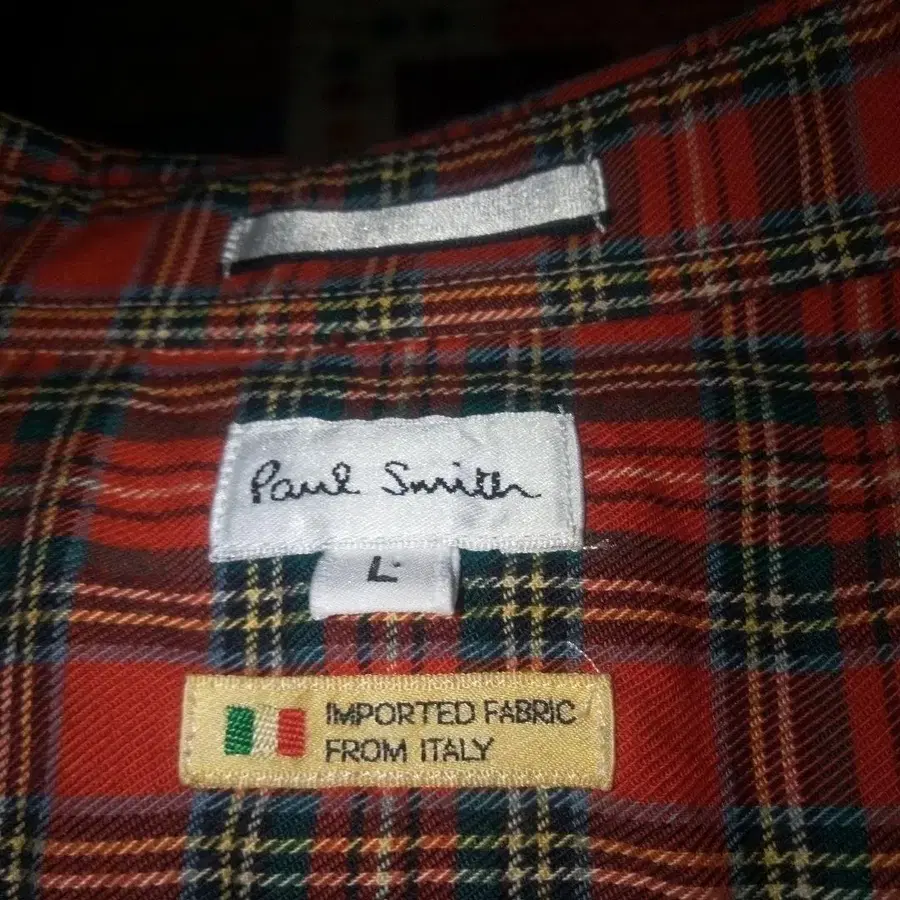 Paul Smith
L
IMPORTED FABRIC
FROM ITALY